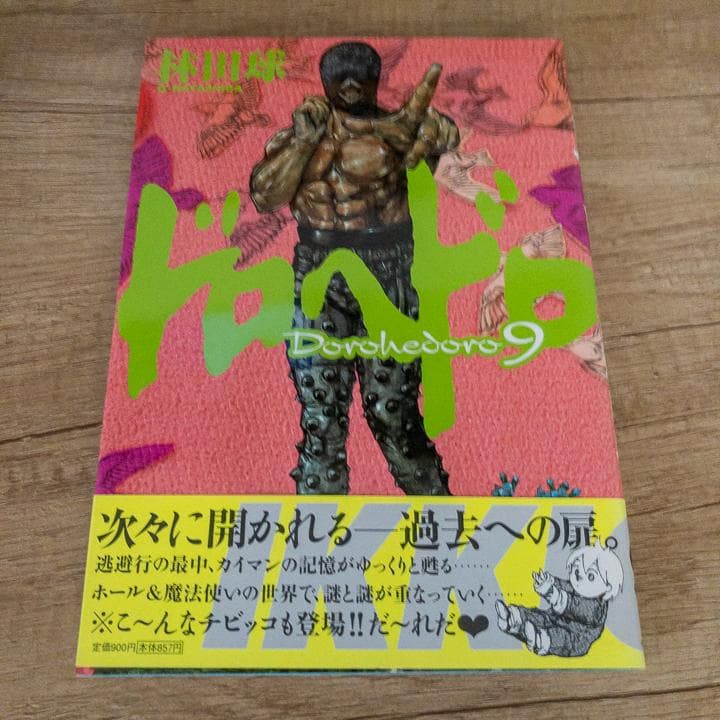 林田球
Q HAYASHIDA
ドロヘドロ
Dorohedoro 9
次々に開かれる―過去への扉。
逃避行の最中、カイマンの記憶がゆっくりと甦る……
ホール&魔法使いの世界で、謎と謎が重なっていく……
※こ〜んなチビッコも登場!!だ〜れだ♥
定価900円 本体857円